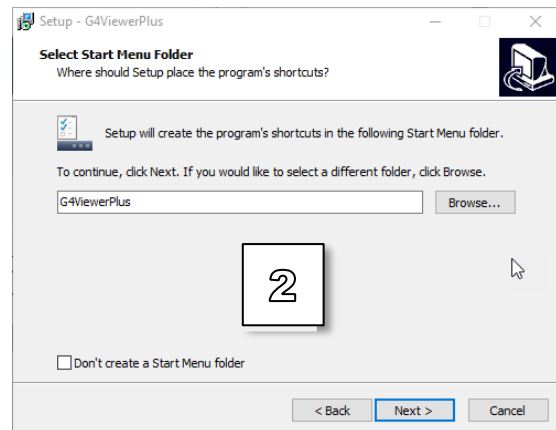 Setup - G4ViewerPlus
Select Start Menu Folder
Where should Setup place the program's shortcuts?
Setup will create the program's shortcuts in the following Start Menu folder.
To continue, click Next. If you would like to select a different folder, click Browse.
G4ViewerPlus
Browse...
2
Don't create a Start Menu folder
< Back
Next >
Cancel